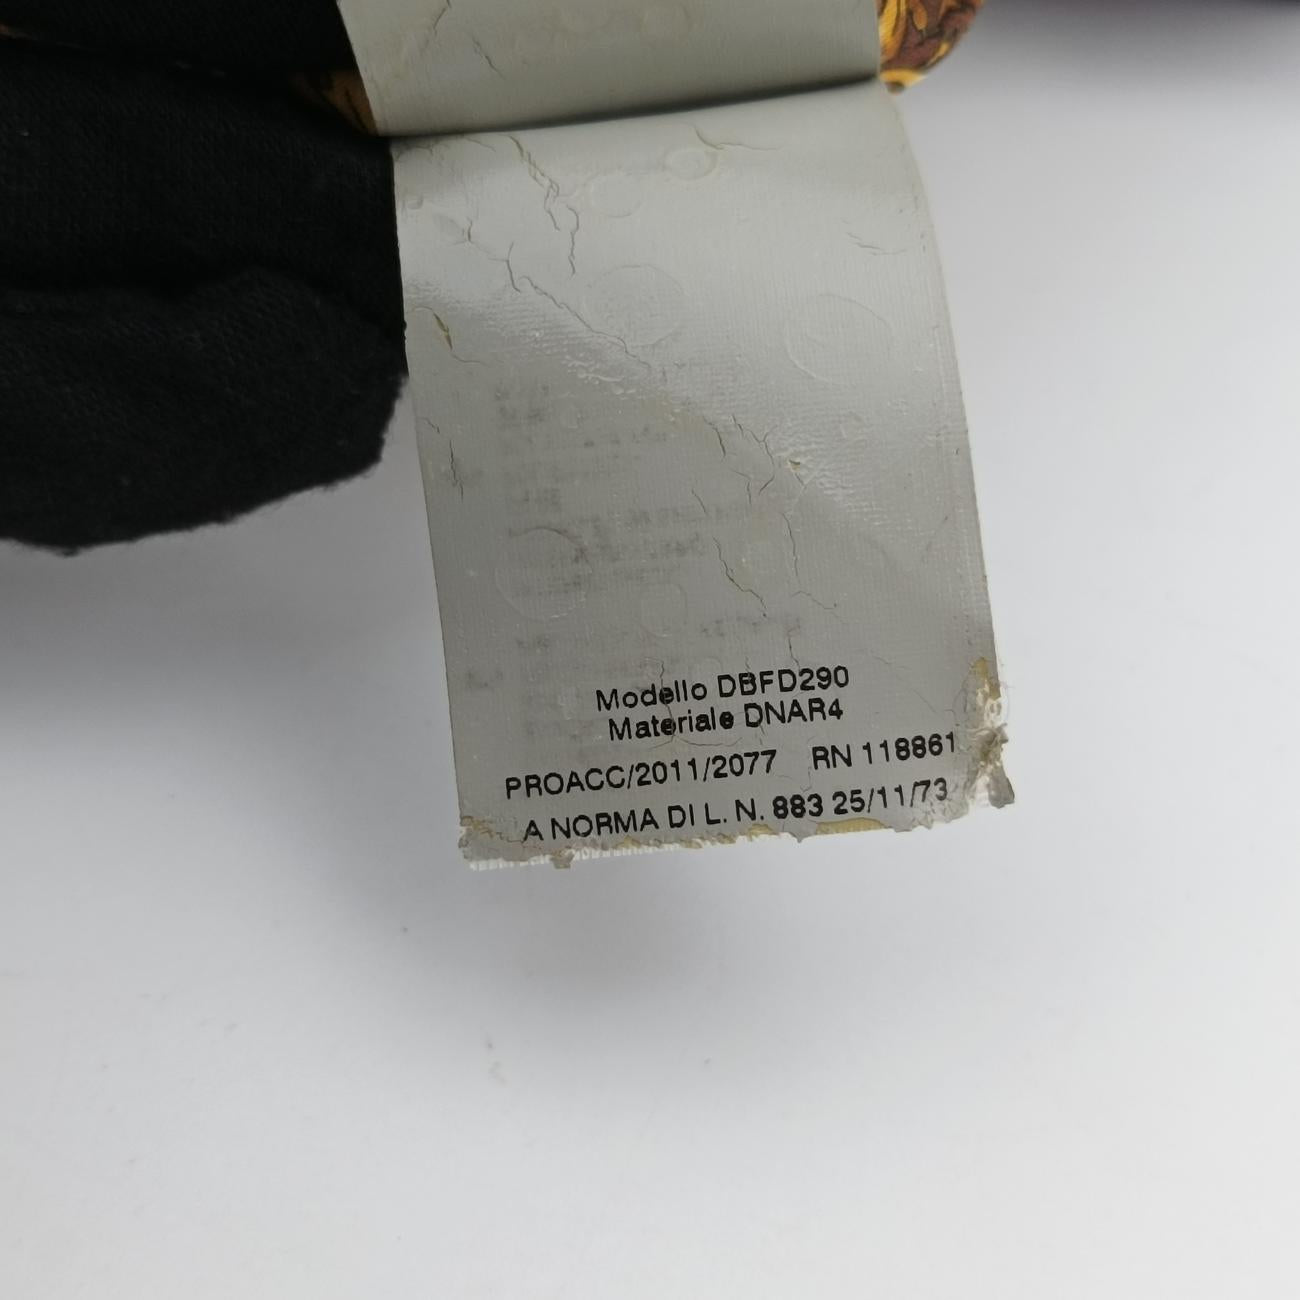 Modello DBFD290
Materiale DNAR4
PROACC/2011/2077 RN 118861
A NORMA DI L. N. 883 25/11/73